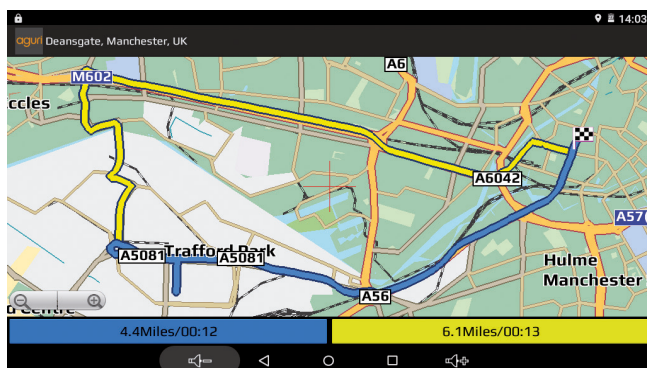 14:03
aguri Deansgate, Manchester, UK
A6
M602
ccles
A6042
A57
A5081
Trafford Park
A5081
Hulme
Manchester
A56
d Centre
4.4Miles/00:12
6.1Miles/00:13